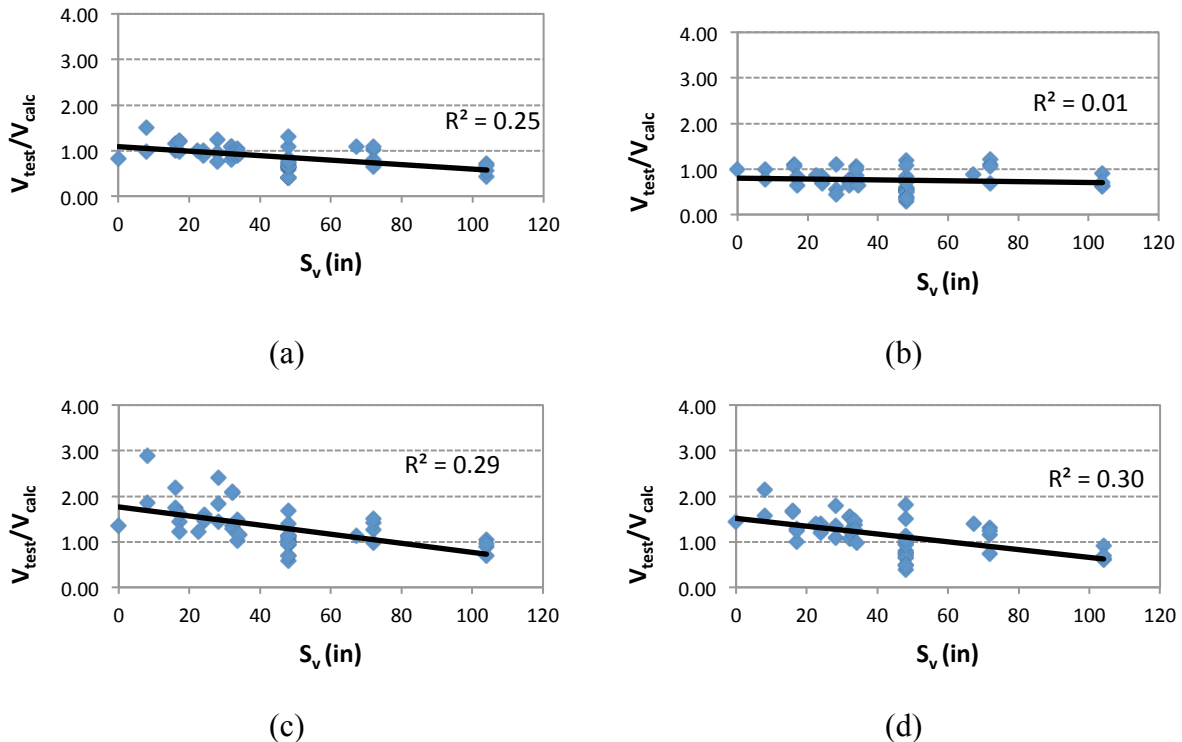 4.00
3.00
2.00
1.00
0.00
V_test/V_calc
R² = 0.25
0 20 40 60 80 100 120
S_v (in)
(a)
4.00
3.00
2.00
1.00
0.00
V_test/V_calc
R² = 0.01
0 20 40 60 80 100 120
S_v (in)
(b)
4.00
3.00
2.00
1.00
0.00
V_test/V_calc
R² = 0.29
0 20 40 60 80 100 120
S_v (in)
(c)
4.00
3.00
2.00
1.00
0.00
V_test/V_calc
R² = 0.30
0 20 40 60 80 100 120
S_v (in)
(d)